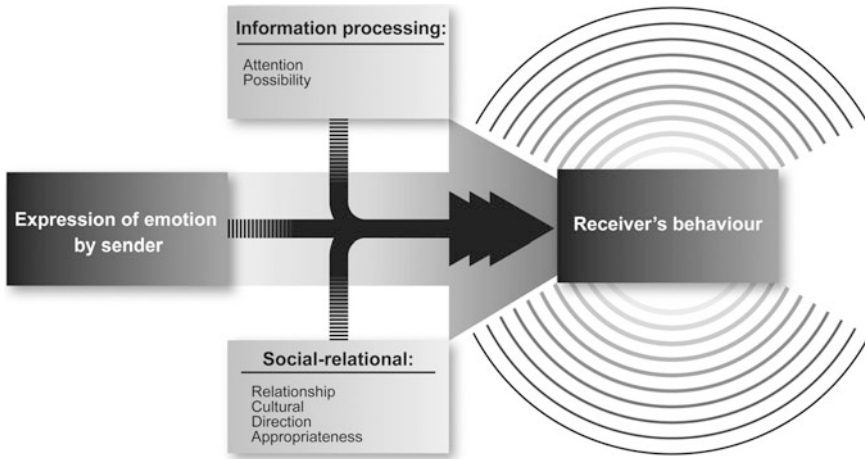 Information processing:
Attention
Possibility
Expression of emotion
by sender
Receiver's behaviour
Social-relational:
Relationship
Cultural
Direction
Appropriateness